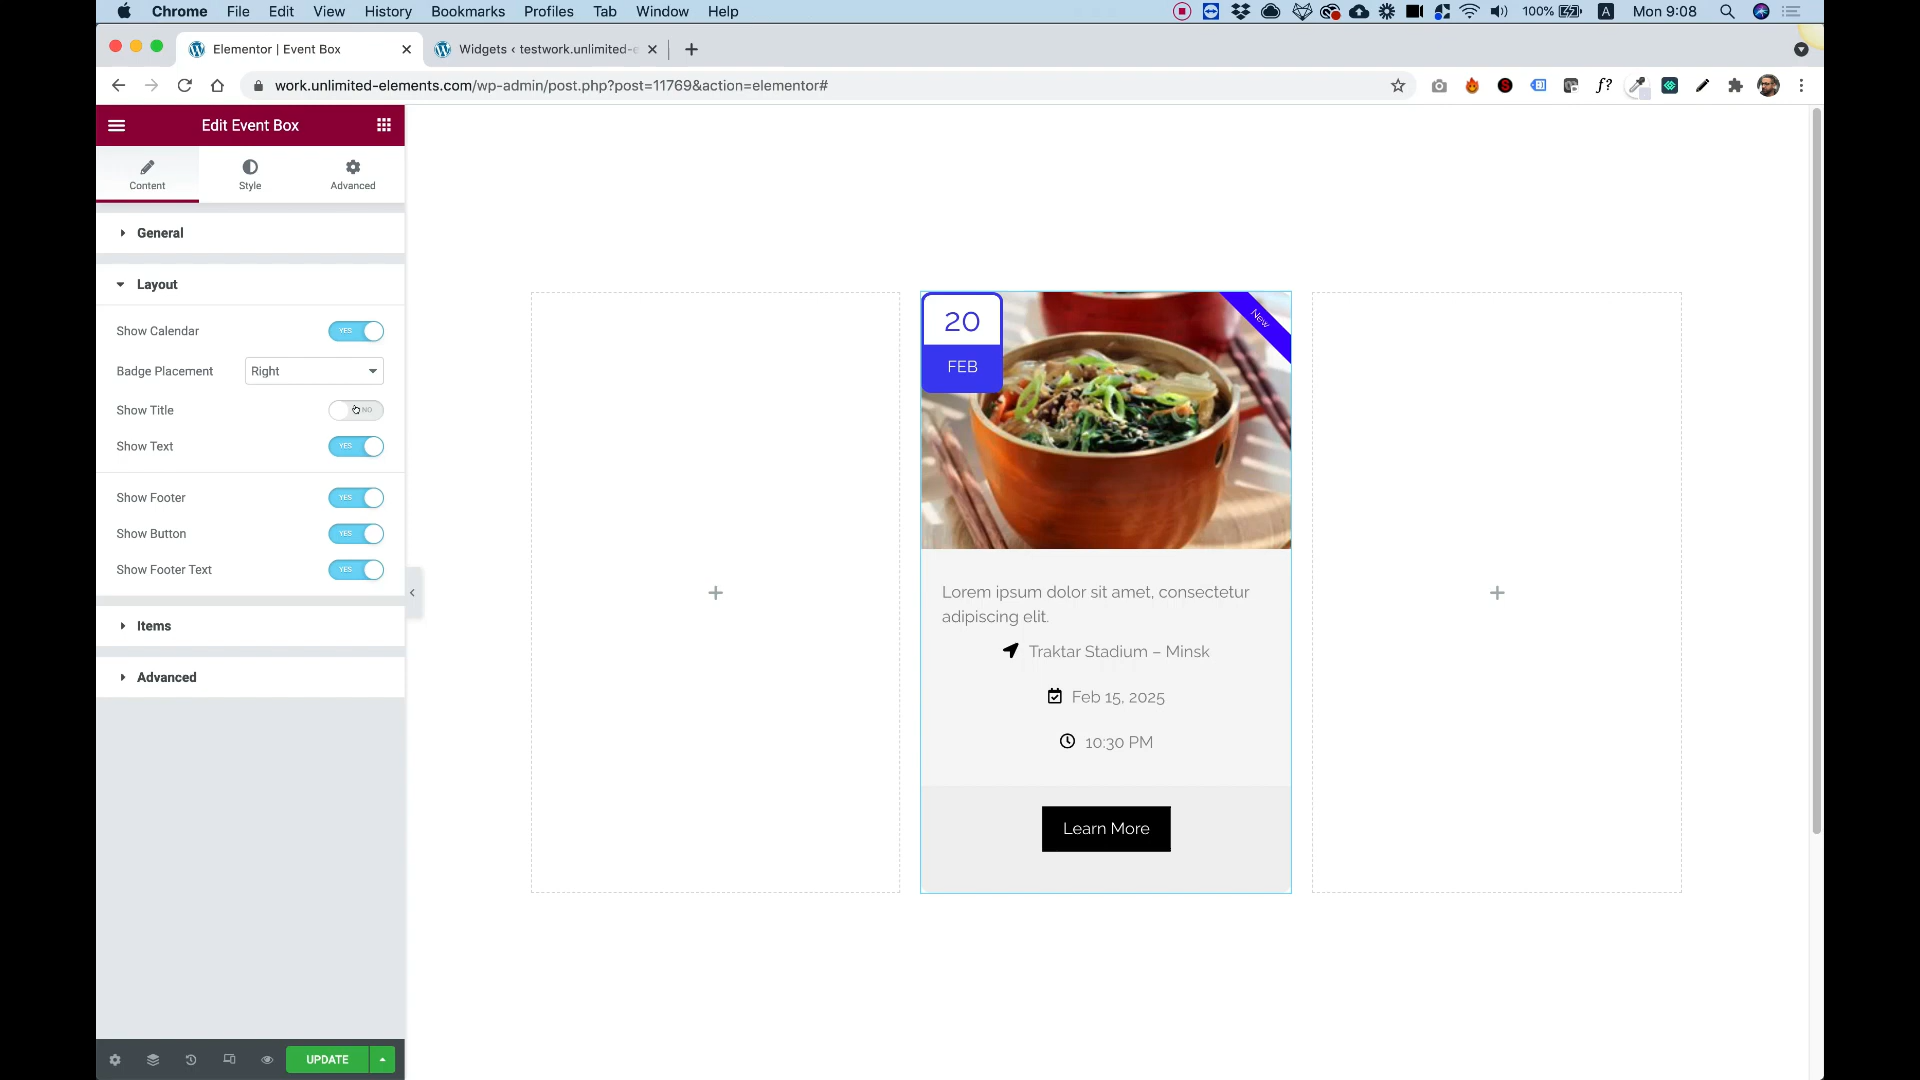 Chrome File Edit View History Bookmarks Profiles Tab Window Help 100% A Mon 9:08
Elementor | Event Box
Widgets ‹ testwork.unlimited-e
work.unlimited-elements.com/wp-admin/post.php?post=11769&action=elementor#
Edit Event Box
Content Style Advanced
General
Layout
Show Calendar YES
Badge Placement Right
Show Title NO
Show Text YES
Show Footer YES
Show Button YES
Show Footer Text YES
Items
Advanced
UPDATE
20
FEB
New
Lorem ipsum dolor sit amet, consectetur
adipiscing elit.
Traktar Stadium – Minsk
Feb 15, 2025
10:30 PM
Learn More